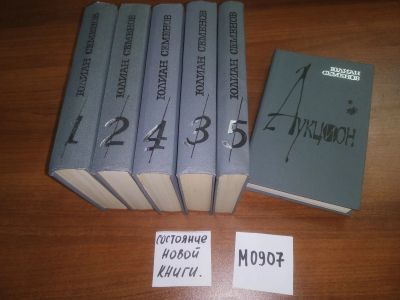 ЮЛИАН СЕМЕНОВ
1
ЮЛИАН СЕМЕНОВ
2
ЮЛИАН СЕМЕНОВ
4
ЮЛИАН СЕМЕНОВ
3
ЮЛИАН СЕМЕНОВ
5
ЮЛИАН
СЕМЕНОВ
АУКЦИОН
СОСТОЯНИЕ
НОВОЙ
КНИГИ.
М0907